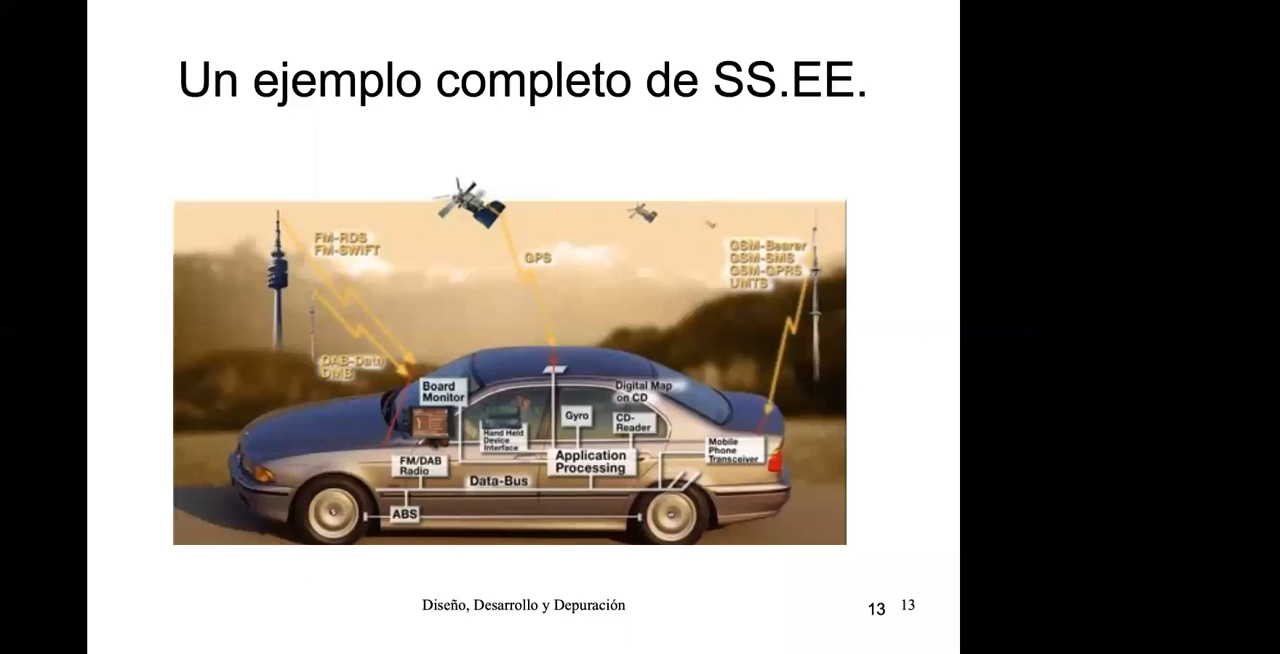 Un ejemplo completo de SS.EE.
FM-RDS
FM-SWIFT
GPS
GSM-Bearer
GSM-SMS
GSM-GPRS
UMTS
DAB-Data
DMB
Board
Monitor
Digital Map
on CD
Gyro
CD-
Reader
Hand Held
Device
Interface
Mobile
Phone
Transceiver
FM/DAB
Radio
Application
Processing
Data-Bus
ABS
Diseño, Desarrollo y Depuración
13
13